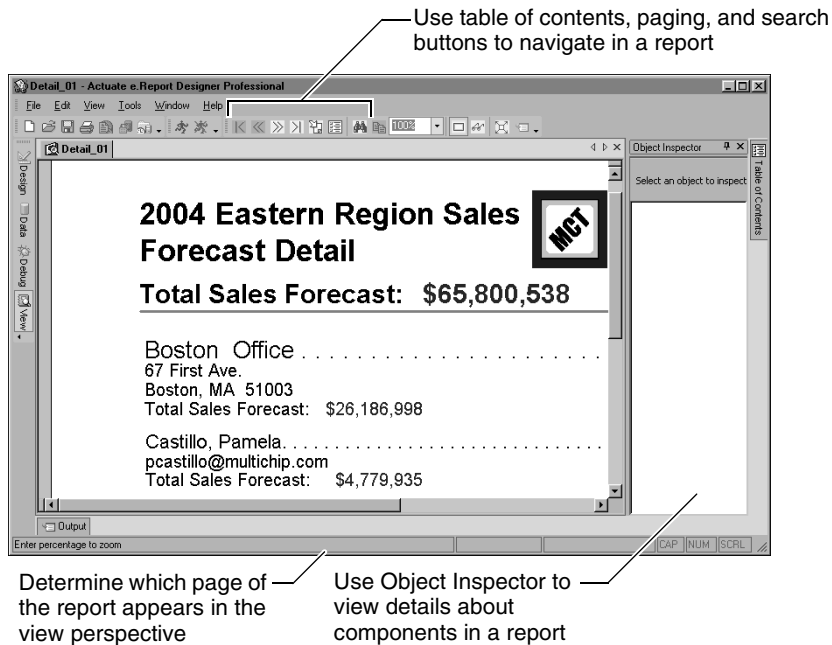 Use table of contents, paging, and search
buttons to navigate in a report
Detail_01 - Actuate e.Report Designer Professional
File Edit View Tools Window Help
100%
Detail_01
Object Inspector
Select an object to inspect
Table of Contents
Design
Data
Debug
View
2004 Eastern Region Sales
Forecast Detail
MCT
Total Sales Forecast: $65,800,538
Boston Office . . . . . . . . . . . . . . . . . . . . . . .
67 First Ave.
Boston, MA 51003
Total Sales Forecast: $26,186,998
Castillo, Pamela. . . . . . . . . . . . . . . . . . . . . . . . . . . . .
pcastillo@multichip.com
Total Sales Forecast: $4,779,935
Output
Enter percentage to zoom
CAP NUM SCRL
Determine which page of
the report appears in the
view perspective
Use Object Inspector to
view details about
components in a report